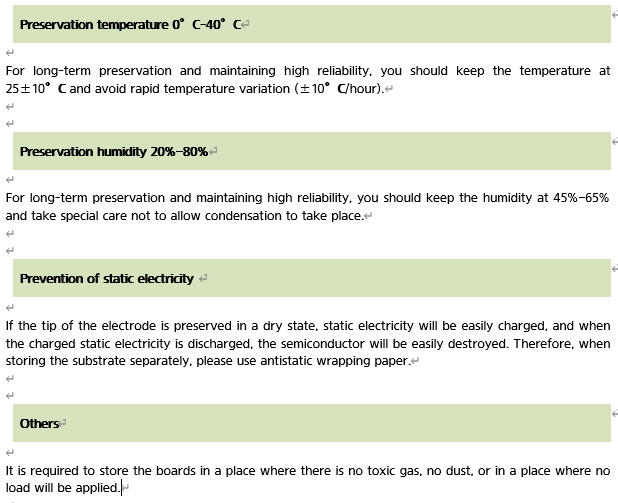 Preservation temperature 0° C-40° C
For long-term preservation and maintaining high reliability, you should keep the temperature at
25±10° C and avoid rapid temperature variation (±10° C/hour).
Preservation humidity 20%-80%
For long-term preservation and maintaining high reliability, you should keep the humidity at 45%-65%
and take special care not to allow condensation to take place.
Prevention of static electricity
If the tip of the electrode is preserved in a dry state, static electricity will be easily charged, and when
the charged static electricity is discharged, the semiconductor will be easily destroyed. Therefore, when
storing the substrate separately, please use antistatic wrapping paper.
Others
It is required to store the boards in a place where there is no toxic gas, no dust, or in a place where no
load will be applied.